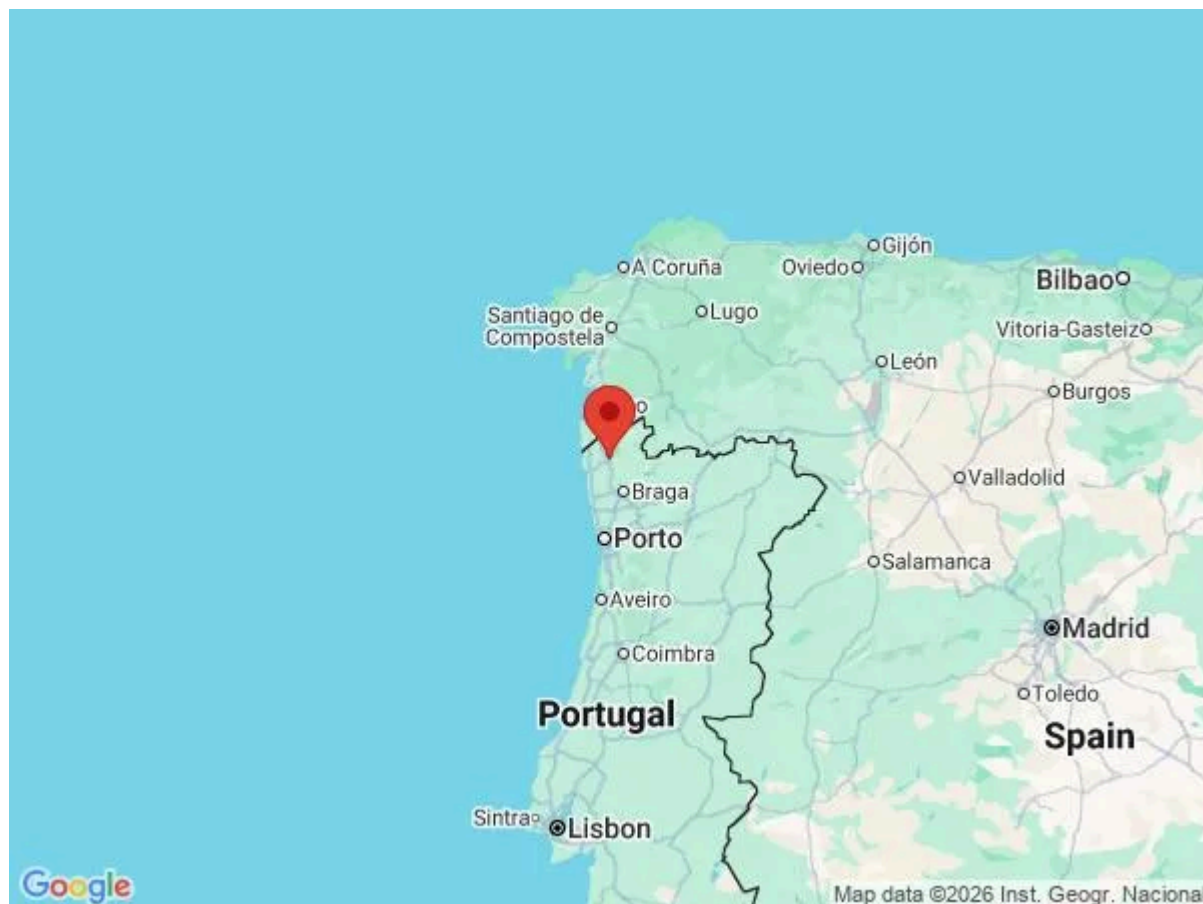 Gijón
A Coruña
Oviedo
Bilbao
Lugo
Santiago de
Compostela
Vitoria-Gasteiz
León
Burgos
Valladolid
Braga
Porto
Salamanca
Aveiro
Madrid
Coimbra
Toledo
Portugal
Spain
Sintra
Lisbon
Google
Map data ©2026 Inst. Geogr. Nacional